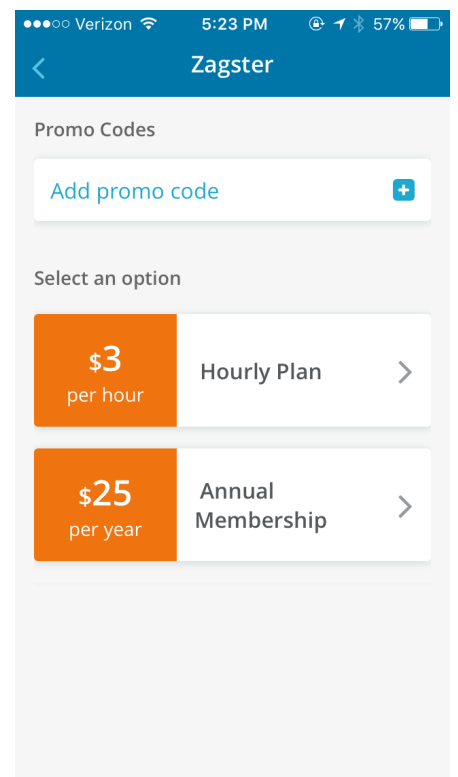 Verizon 5:23 PM 57%
Zagster
Promo Codes
Add promo code
Select an option
$3
per hour
Hourly Plan
$25
per year
Annual
Membership